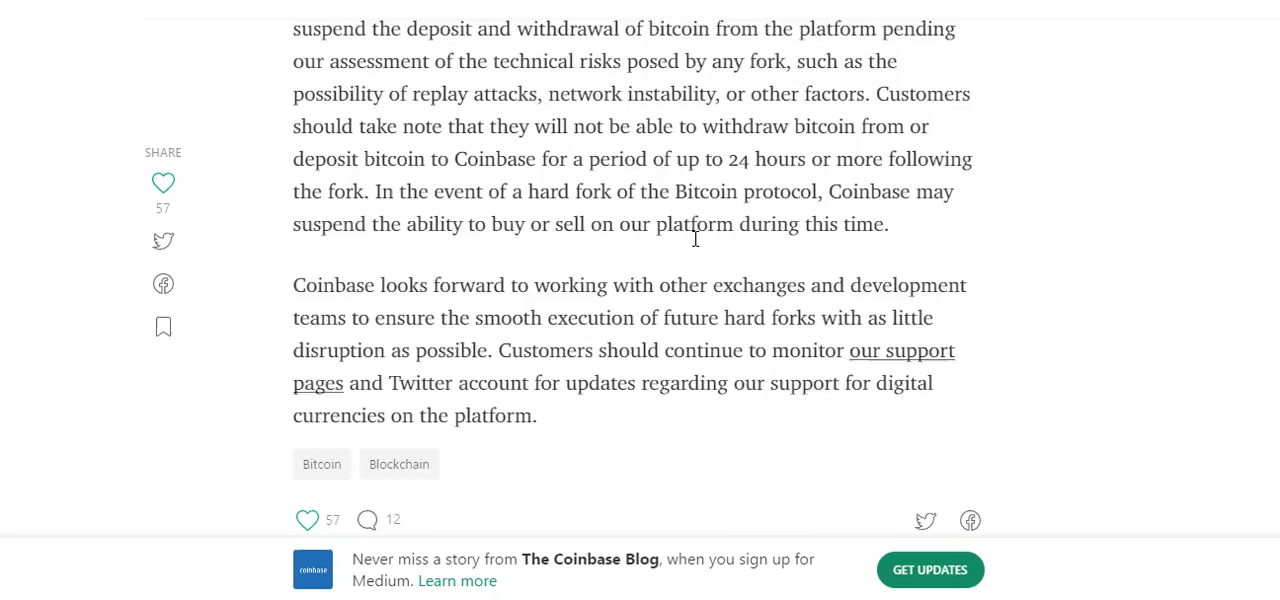 suspend the deposit and withdrawal of bitcoin from the platform pending
our assessment of the technical risks posed by any fork, such as the
possibility of replay attacks, network instability, or other factors. Customers
should take note that they will not be able to withdraw bitcoin from or
deposit bitcoin to Coinbase for a period of up to 24 hours or more following
the fork. In the event of a hard fork of the Bitcoin protocol, Coinbase may
suspend the ability to buy or sell on our platform during this time.
SHARE
57
Coinbase looks forward to working with other exchanges and development
teams to ensure the smooth execution of future hard forks with as little
disruption as possible. Customers should continue to monitor our support
pages and Twitter account for updates regarding our support for digital
currencies on the platform.
Bitcoin Blockchain
57 12
coinbase
Never miss a story from The Coinbase Blog, when you sign up for
Medium. Learn more
GET UPDATES